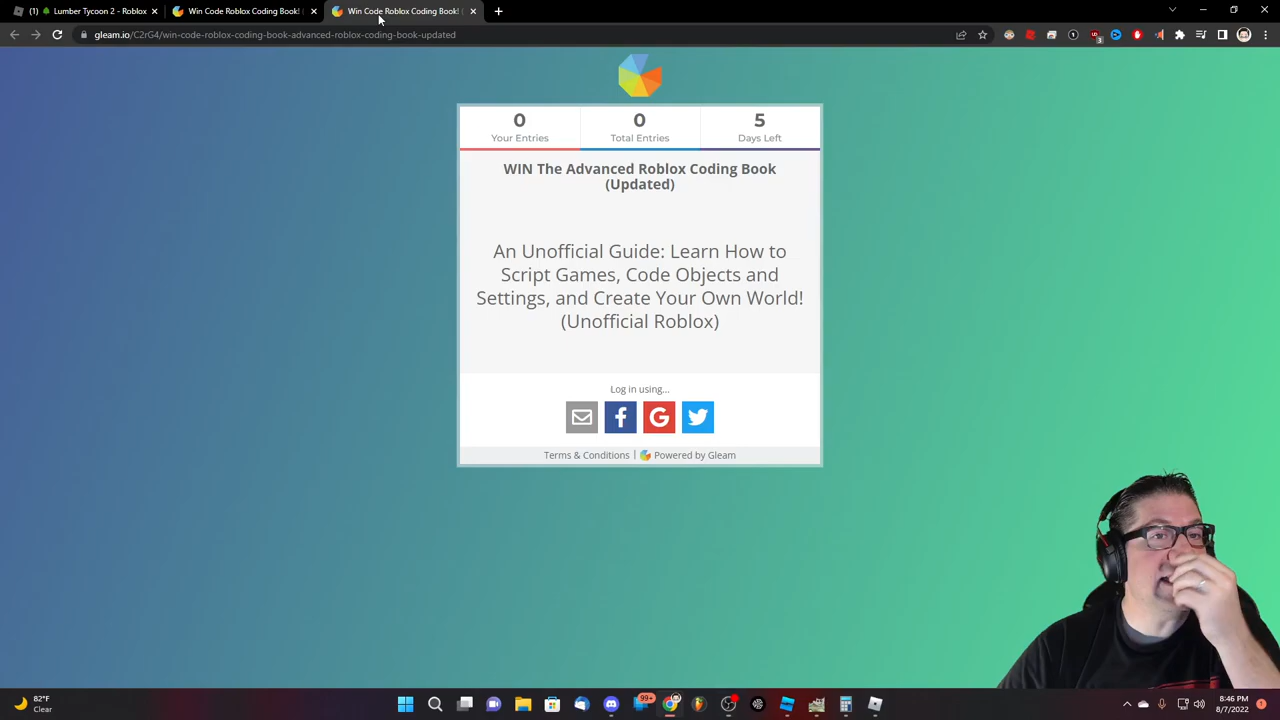 (1) Lumber Tycoon 2 - Roblox
Win Code Roblox Coding Book!
Win Code Roblox Coding Book! (
gleam.io/C2rG4/win-code-roblox-coding-book-advanced-roblox-coding-book-updated
0
Your Entries
0
Total Entries
5
Days Left
WIN The Advanced Roblox Coding Book
(Updated)
An Unofficial Guide: Learn How to
Script Games, Code Objects and
Settings, and Create Your Own World!
(Unofficial Roblox)
Log in using...
Terms & Conditions | Powered by Gleam
82°F
Clear
99+
8:46 PM
8/7/2022